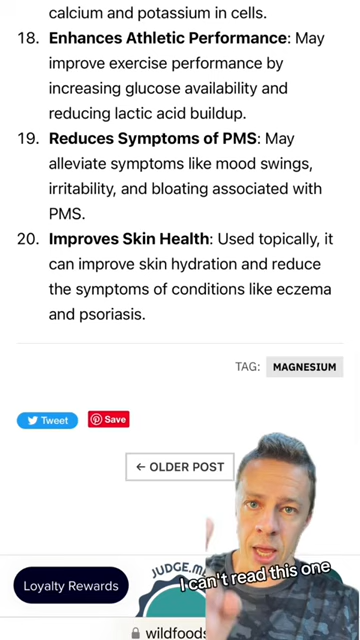 calcium and potassium in cells.
18. Enhances Athletic Performance: May
improve exercise performance by
increasing glucose availability and
reducing lactic acid buildup.
19. Reduces Symptoms of PMS: May
alleviate symptoms like mood swings,
irritability, and bloating associated with
PMS.
20. Improves Skin Health: Used topically, it
can improve skin hydration and reduce
the symptoms of conditions like eczema
and psoriasis.
TAG: MAGNESIUM
Tweet
Save
← OLDER POST
JUDGE.M
I can't read this one
Loyalty Rewards
wildfoods